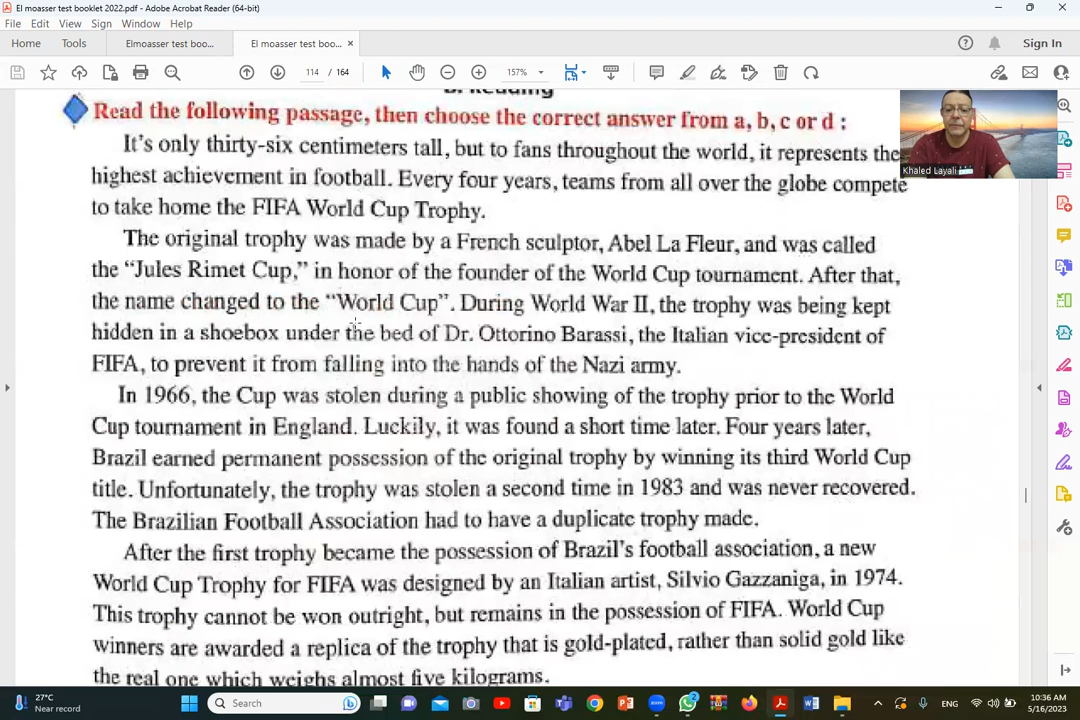 El moasser test booklet 2022.pdf - Adobe Acrobat Reader (64-bit)
File Edit View Sign Window Help
Home Tools Elmoasser test boo... El moasser test boo... × Sign In
114 / 164 157%
B. Reading
Read the following passage, then choose the correct answer from a, b, c or d :
It's only thirty-six centimeters tall, but to fans throughout the world, it represents the
highest achievement in football. Every four years, teams from all over the globe compete
to take home the FIFA World Cup Trophy.
The original trophy was made by a French sculptor, Abel La Fleur, and was called
the “Jules Rimet Cup,” in honor of the founder of the World Cup tournament. After that,
the name changed to the “World Cup”. During World War II, the trophy was being kept
hidden in a shoebox under the bed of Dr. Ottorino Barassi, the Italian vice-president of
FIFA, to prevent it from falling into the hands of the Nazi army.
In 1966, the Cup was stolen during a public showing of the trophy prior to the World
Cup tournament in England. Luckily, it was found a short time later. Four years later,
Brazil earned permanent possession of the original trophy by winning its third World Cup
title. Unfortunately, the trophy was stolen a second time in 1983 and was never recovered.
The Brazilian Football Association had to have a duplicate trophy made.
After the first trophy became the possession of Brazil's football association, a new
World Cup Trophy for FIFA was designed by an Italian artist, Silvio Gazzaniga, in 1974.
This trophy cannot be won outright, but remains in the possession of FIFA. World Cup
winners are awarded a replica of the trophy that is gold-plated, rather than solid gold like
the real one which weighs almost five kilograms.
Khaled Layali
27°C
Near record
Search
ENG
10:36 AM
5/16/2023